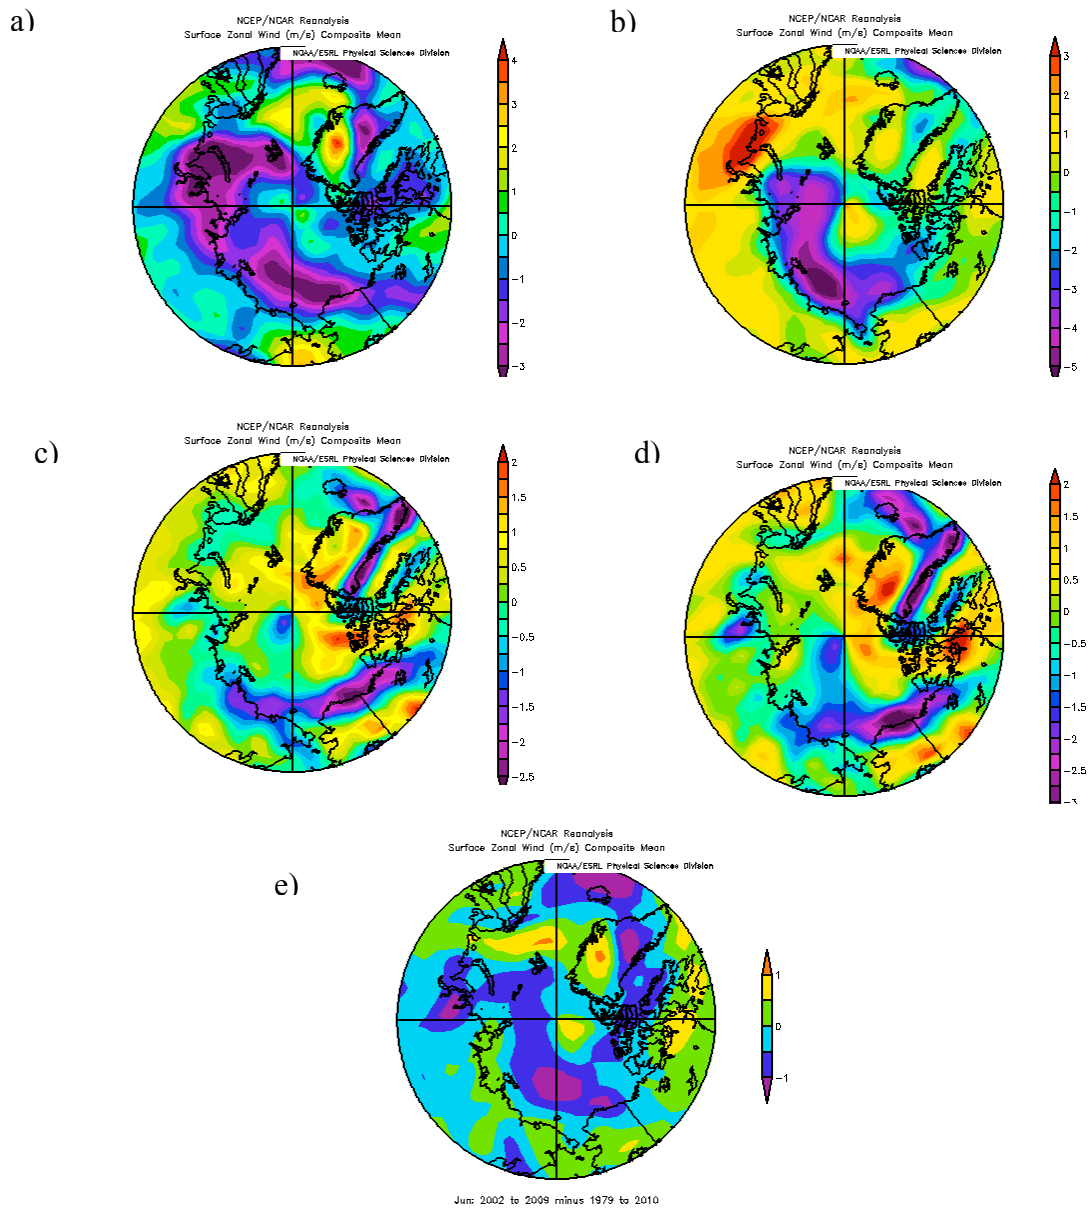 a)
NCEP/NCAR Reanalysis
Surface Zonal Wind (m/s) Composite Mean
NOAA/ESRL Physical Sciences Division
4
3
2
1
0
-1
-2
-3
b)
NCEP/NCAR Reanalysis
Surface Zonal Wind (m/s) Composite Mean
NOAA/ESRL Physical Sciences Division
3
2
1
0
-1
-2
-3
-4
-5
c)
NCEP/NCAR Reanalysis
Surface Zonal Wind (m/s) Composite Mean
NOAA/ESRL Physical Sciences Division
2
1.5
1
0.5
0
-0.5
-1
-1.5
-2
-2.5
d)
NCEP/NCAR Reanalysis
Surface Zonal Wind (m/s) Composite Mean
NOAA/ESRL Physical Sciences Division
2
1.5
1
0.5
0
-0.5
-1
-1.5
-2
-2.5
-3
e)
NCEP/NCAR Reanalysis
Surface Zonal Wind (m/s) Composite Mean
NOAA/ESRL Physical Sciences Division
1
0
-1
Jun: 2002 to 2009 minus 1979 to 2010